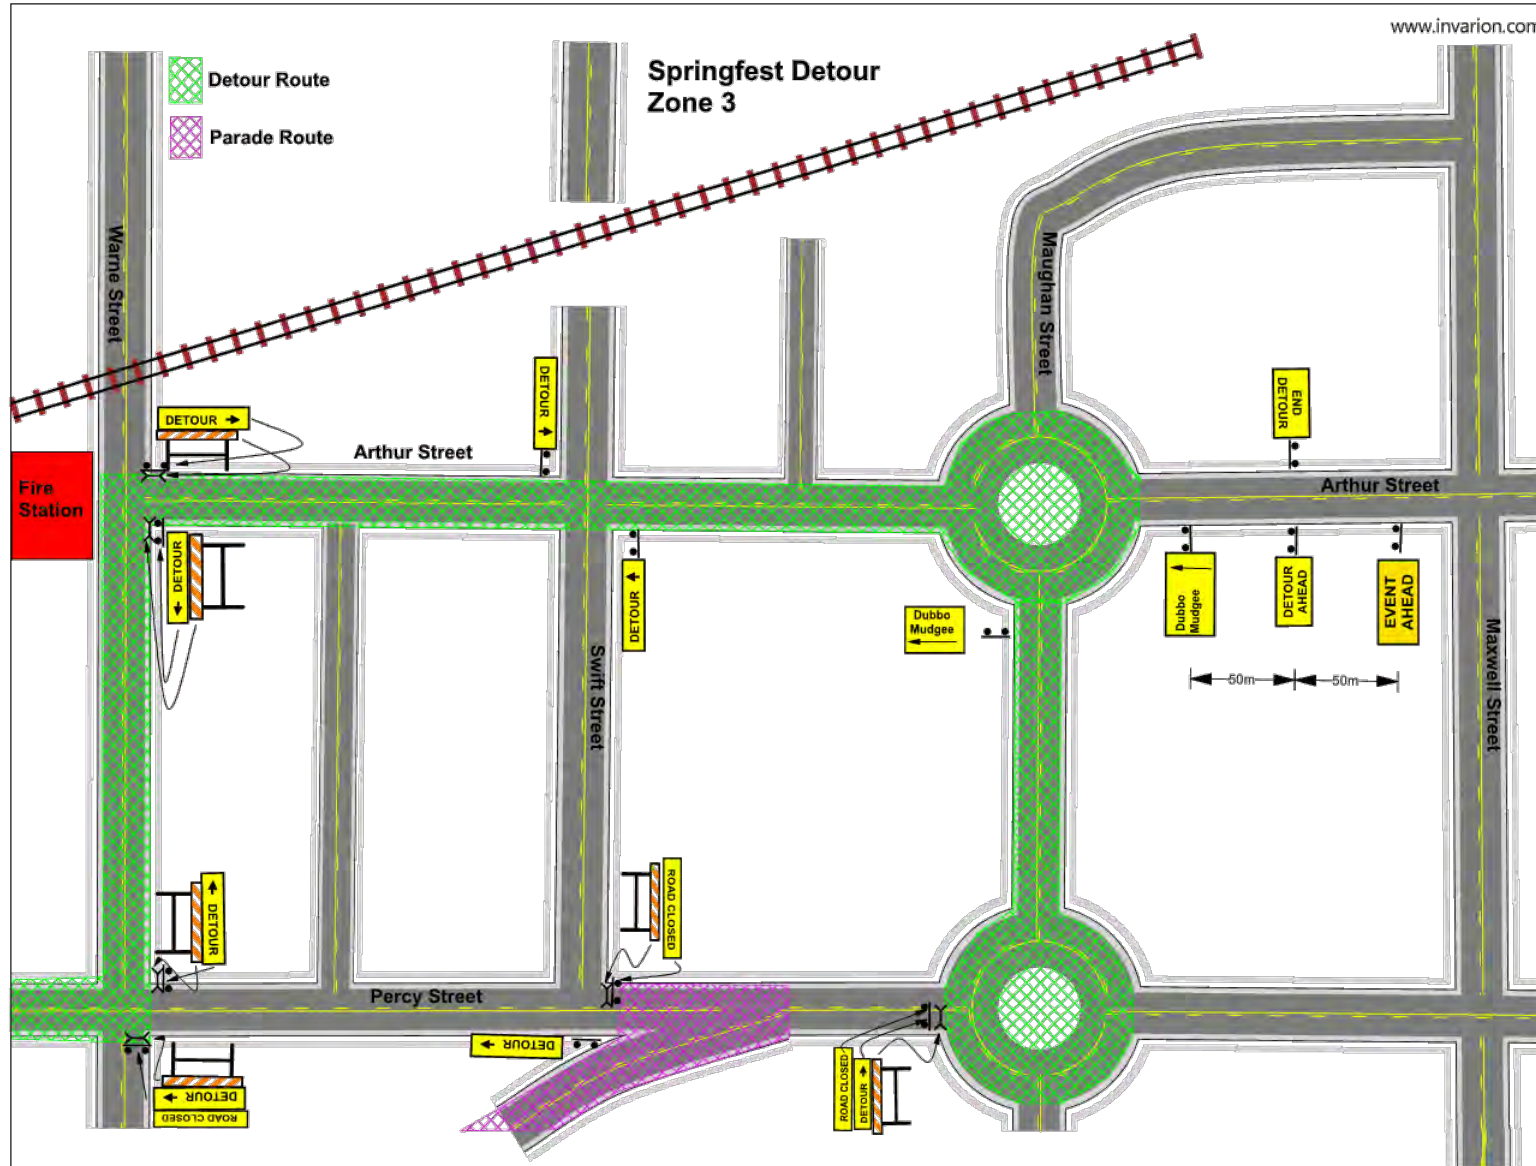 www.invarion.com
Springfest Detour
Zone 3
Detour Route
Parade Route
Warne Street
Maughan Street
DETOUR
DETOUR
END
DETOUR
Arthur Street
Arthur Street
Fire
Station
DETOUR
DETOUR
Dubbo
Mudgee
Dubbo
Mudgee
DETOUR
AHEAD
EVENT
AHEAD
50m
50m
Swift Street
Maxwell Street
DETOUR
ROAD CLOSED
Percy Street
DETOUR
ROAD CLOSED
DETOUR
DETOUR
ROAD CLOSED